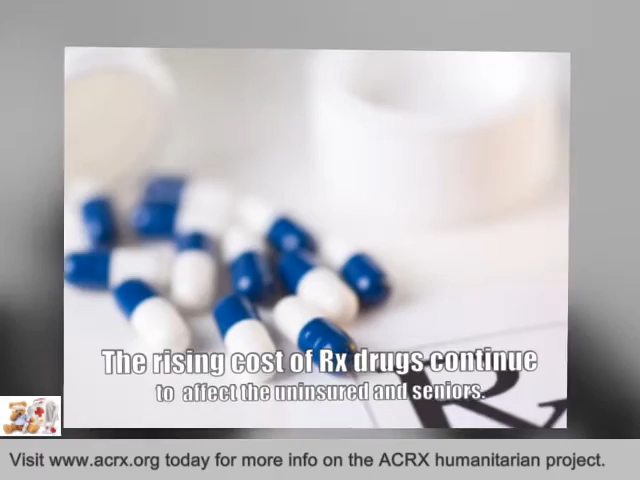 The rising cost of Rx drugs continue
to affect the uninsured and seniors.
R
Visit www.acrx.org today for more info on the ACRX humanitarian project.